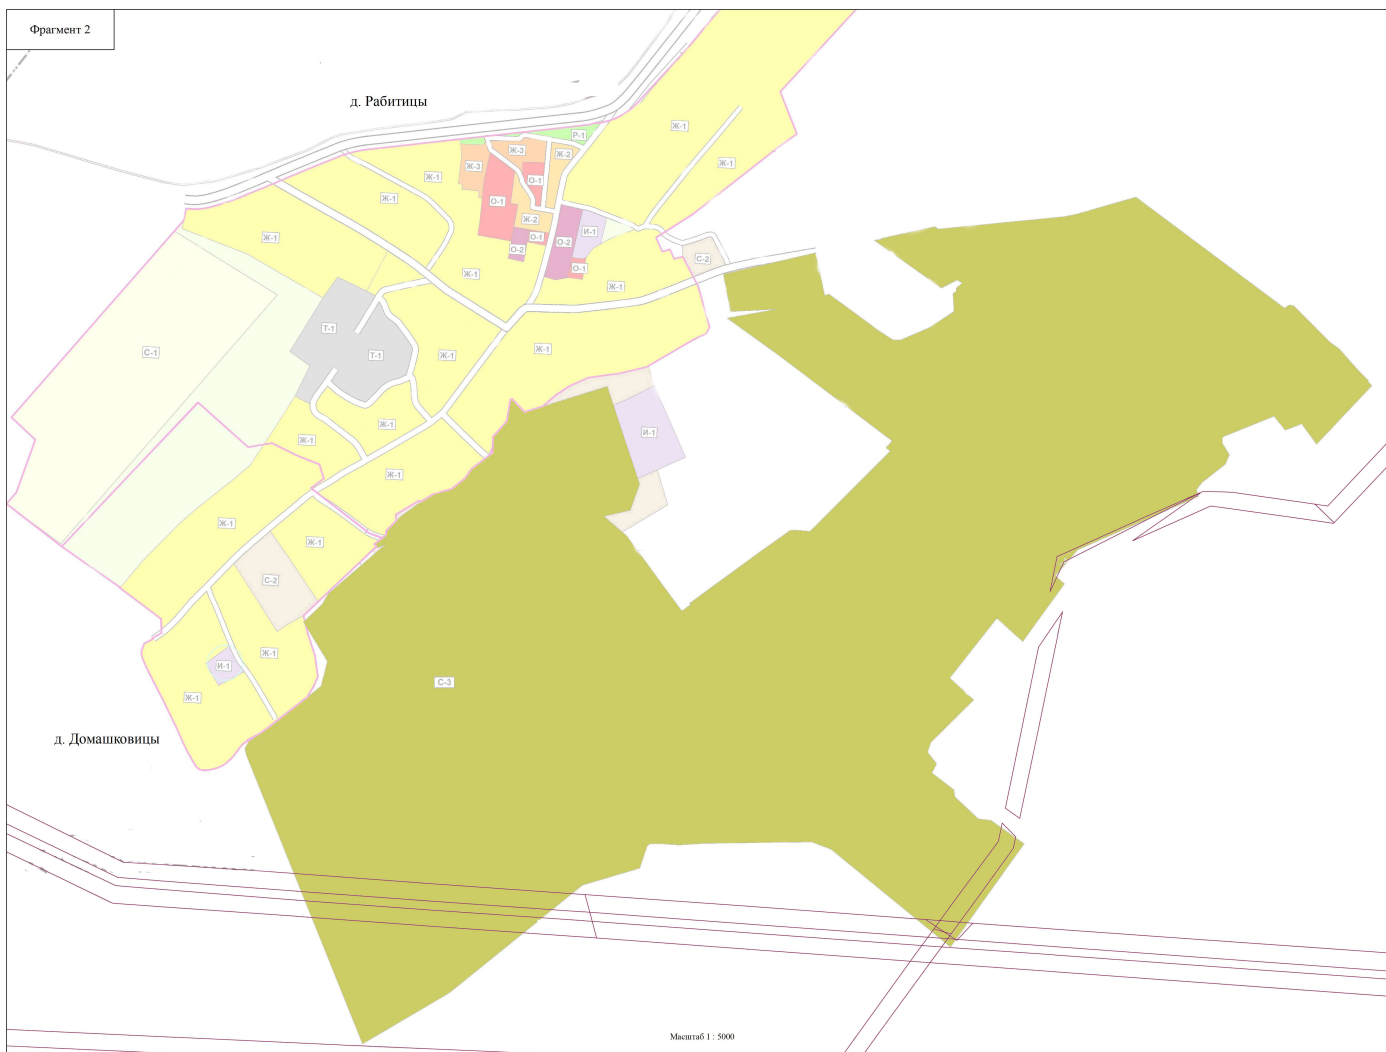 Фрагмент 2
д. Рабитицы
Ж-1
Р-1
Ж-3
Ж-2
Ж-3
Ж-1
Ж-1
О-1
Ж-1
О-1
Ж-2
И-1
Ж-1
О-1
О-2
О-2
С-2
О-1
Ж-1
Ж-1
Т-1
С-1
Т-1
Ж-1
Ж-1
Ж-1
И-1
Ж-1
Ж-1
Ж-1
Ж-1
С-2
Ж-1
И-1
С-3
Ж-1
д. Домашковицы
Масштаб 1 : 5000